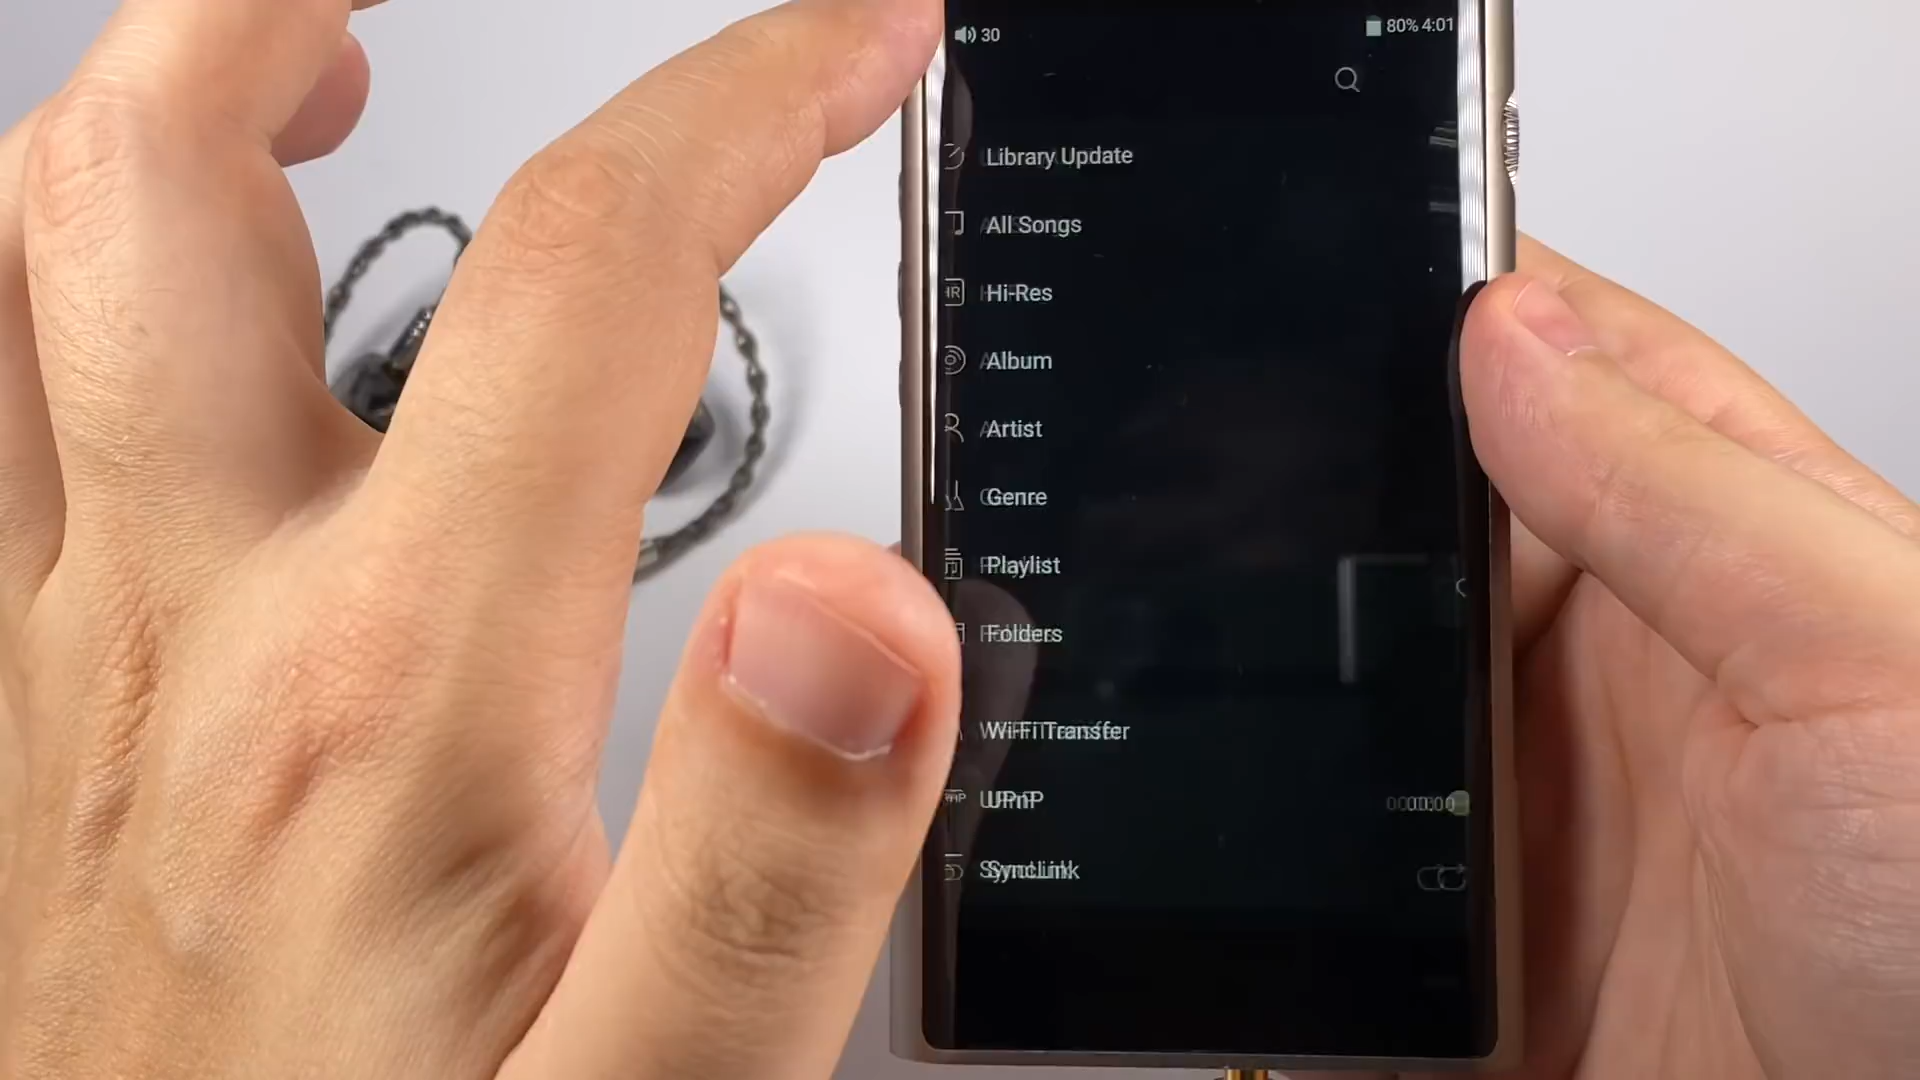 30
80% 4:01
Library Update
All Songs
HR Hi-Res
Album
Artist
Genre
Playlist
Folders
Wi-Fi Transfer
UPnP
SyncLink